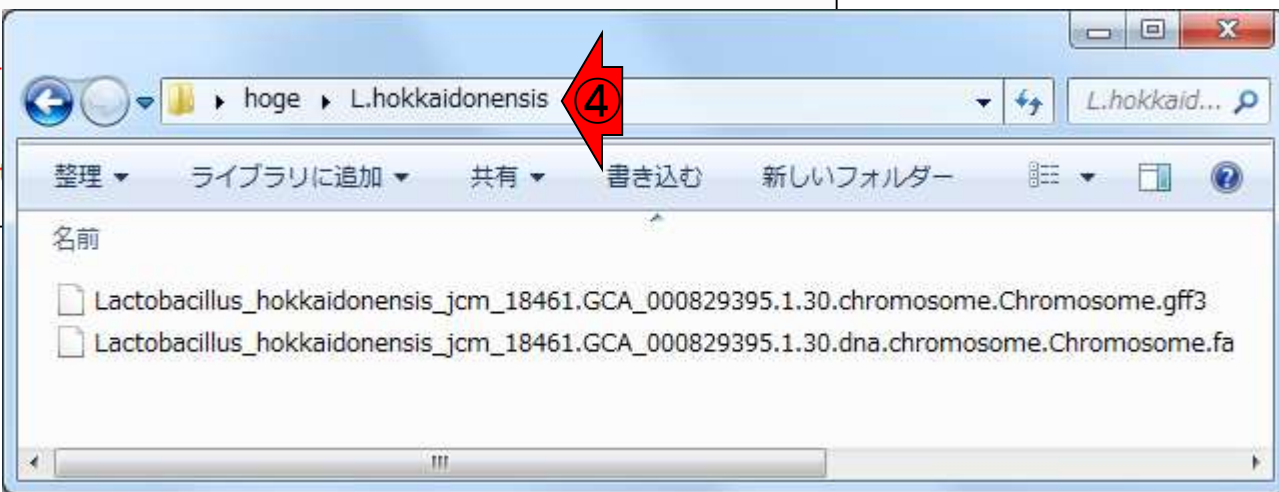 hoge ▸ L.hokkaidonensis ④ L.hokkaid...
整理 ▼ ライブラリに追加 ▼ 共有 ▼ 書き込む 新しいフォルダー
名前
Lactobacillus_hokkaidonensis_jcm_18461.GCA_000829395.1.30.chromosome.Chromosome.gff3
Lactobacillus_hokkaidonensis_jcm_18461.GCA_000829395.1.30.dna.chromosome.Chromosome.fa